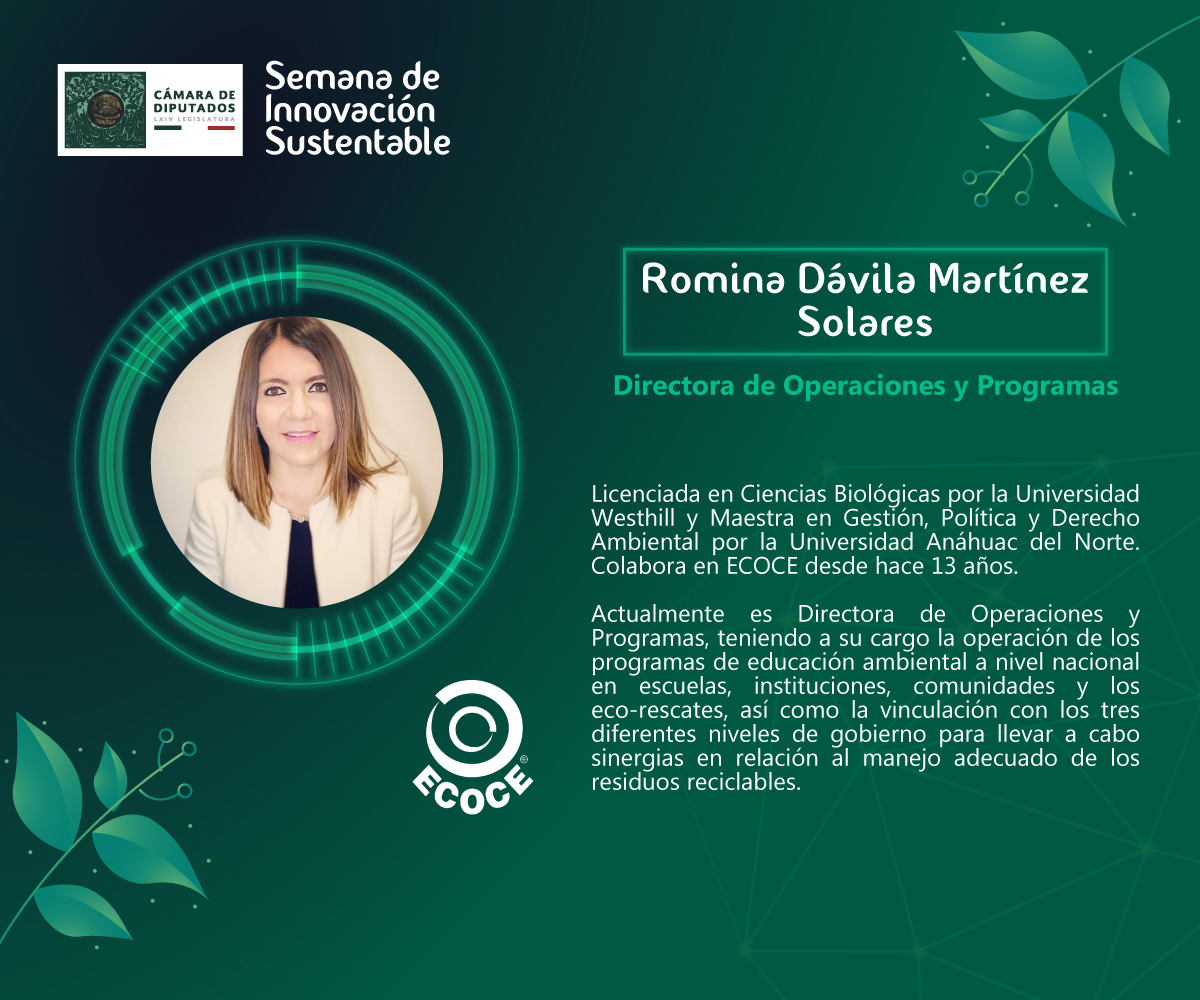 CÁMARA DE
DIPUTADOS
LXIV LEGISLATURA
Semana de
Innovación
Sustentable
Romina Dávila Martínez
Solares
Directora de Operaciones y Programas
Licenciada en Ciencias Biológicas por la Universidad
Westhill y Maestra en Gestión, Política y Derecho
Ambiental por la Universidad Anáhuac del Norte.
Colabora en ECOCE desde hace 13 años.
Actualmente es Directora de Operaciones y
Programas, teniendo a su cargo la operación de los
programas de educación ambiental a nivel nacional
en escuelas, instituciones, comunidades y los
eco-rescates, así como la vinculación con los tres
diferentes niveles de gobierno para llevar a cabo
sinergias en relación al manejo adecuado de los
residuos reciclables.
ECOCE®